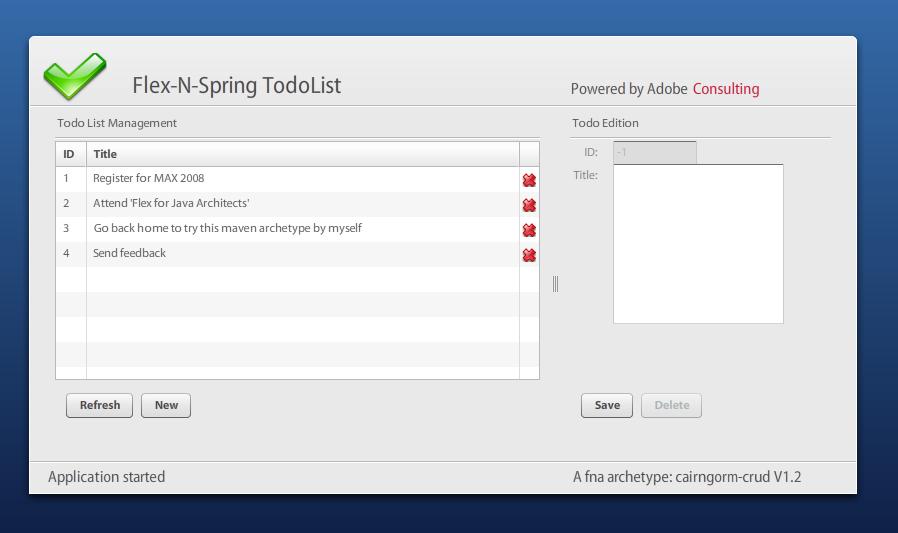 Flex-N-Spring TodoList
Powered by Adobe Consulting
Todo List Management
ID Title
1 Register for MAX 2008
2 Attend 'Flex for Java Architects'
3 Go back home to try this maven archetype by myself
4 Send feedback
Refresh New
Todo Edition
ID: -1
Title:
Save Delete
Application started
A fna archetype: cairngorm-crud V1.2